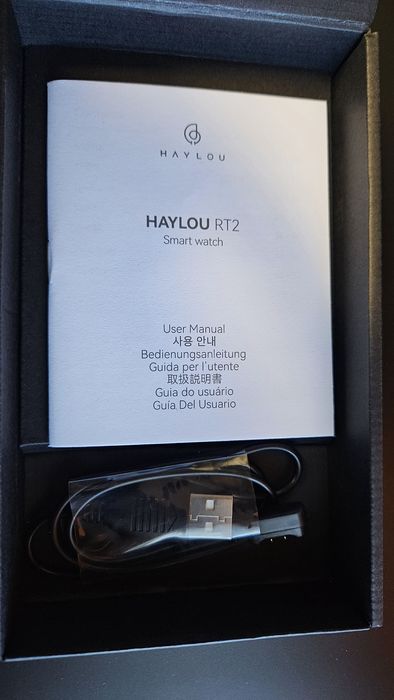 HAYLOU
HAYLOU RT2
Smart watch
User Manual
사용 안내
Bedienungsanleitung
Guida per l'utente
取扱説明書
Guia do usuário
Guía Del Usuario